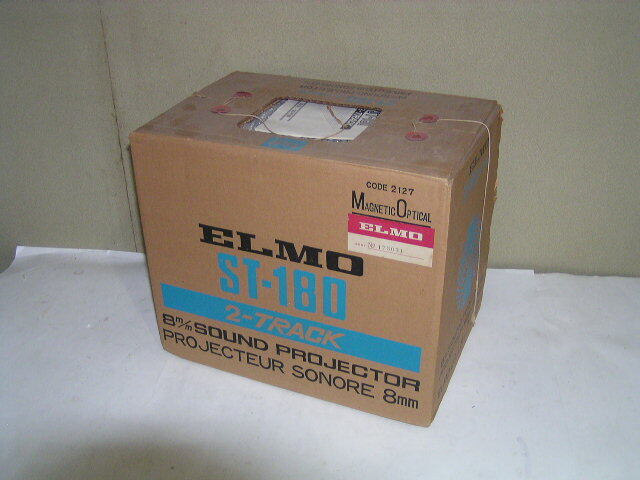 CODE 2127
MAGNETIC OPTICAL
ELMO
ELMO
ST-180
2-TRACK
8m/m SOUND PROJECTOR
PROJECTEUR SONORE 8mm